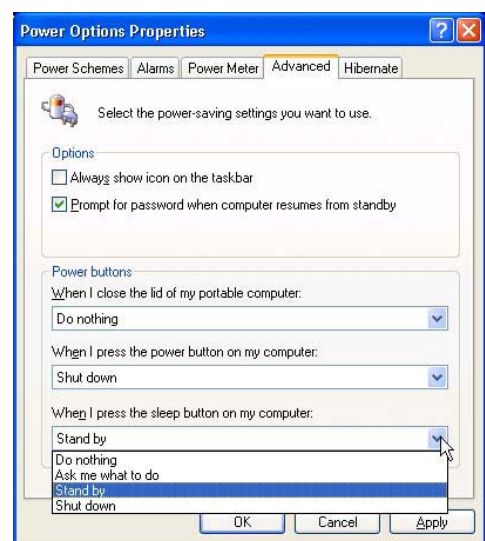 Power Options Properties
Power Schemes Alarms Power Meter Advanced Hibernate
Select the power-saving settings you want to use.
Options
Always show icon on the taskbar
Prompt for password when computer resumes from standby
Power buttons
When I close the lid of my portable computer:
Do nothing
When I press the power button on my computer:
Shut down
When I press the sleep button on my computer:
Stand by
Do nothing
Ask me what to do
Stand by
Shut down
OK Cancel Apply